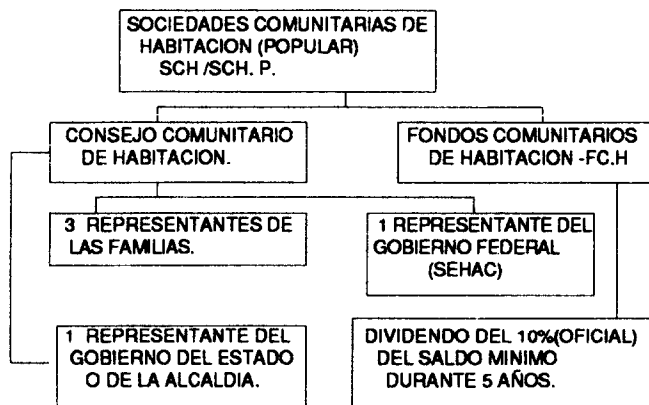 SOCIEDADES COMUNITARIAS DE
HABITACION (POPULAR)
SCH /SCH. P.
CONSEJO COMUNITARIO
DE HABITACION.
FONDOS COMUNITARIOS
DE HABITACION -FC.H
3 REPRESENTANTES DE
LAS FAMILIAS.
1 REPRESENTANTE DEL
GOBIERNO FEDERAL
(SEHAC)
1 REPRESENTANTE DEL
GOBIERNO DEL ESTADO
O DE LA ALCALDIA.
DIVIDENDO DEL 10%(OFICIAL)
DEL SALDO MINIMO
DURANTE 5 AÑOS.